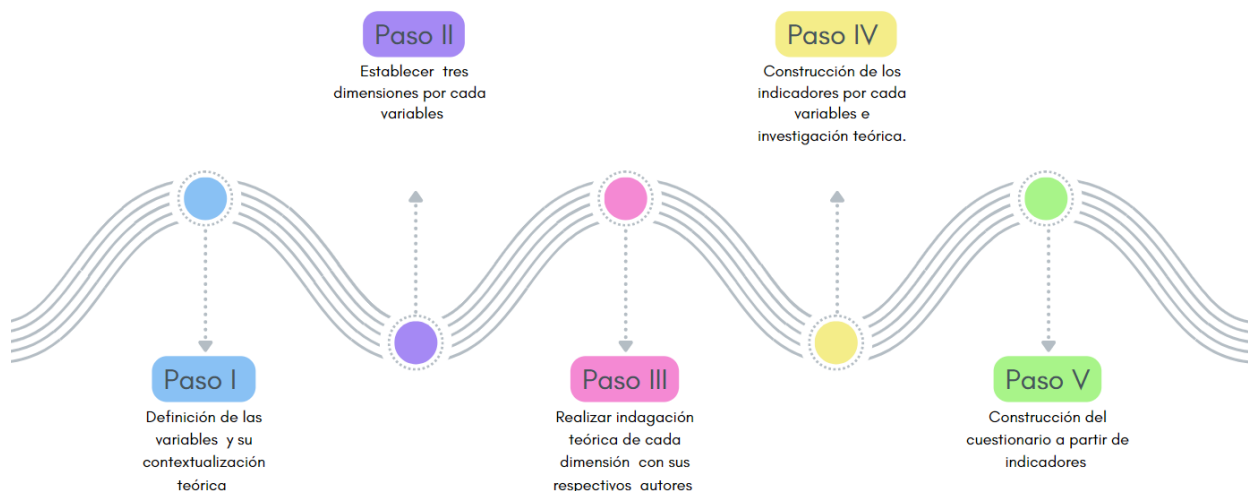 Paso I
Definición de las
variables y su
contextualización
teórica
Paso II
Establecer tres
dimensiones por cada
variables
Paso III
Realizar indagación
teórica de cada
dimensión con sus
respectivos autores
Paso IV
Construcción de los
indicadores por cada
variables e
investigación teórica.
Paso V
Construcción del
cuestionario a partir de
indicadores